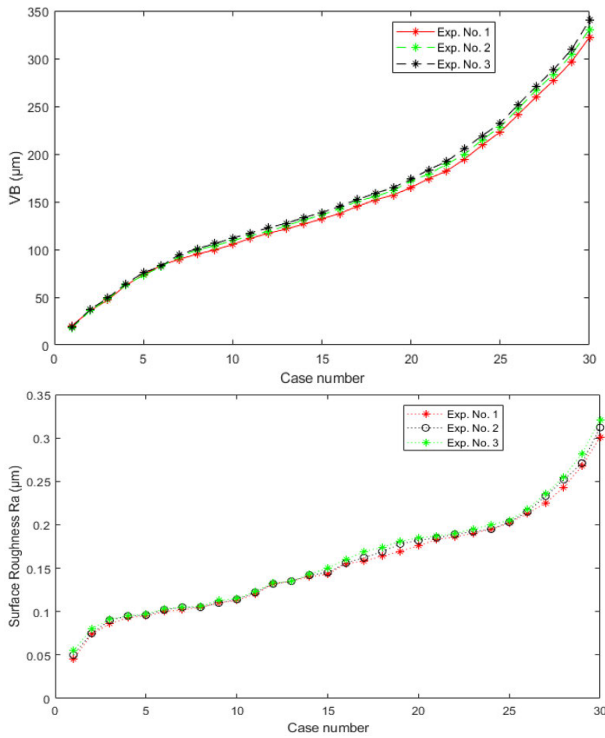 350
300
250
200
150
100
50
0
VB (µm)
Exp. No. 1
Exp. No. 2
Exp. No. 3
0 5 10 15 20 25 30
Case number
0.35
0.3
0.25
0.2
0.15
0.1
0.05
0
Surface Roughness Ra (µm)
Exp. No. 1
Exp. No. 2
Exp. No. 3
0 5 10 15 20 25 30
Case number